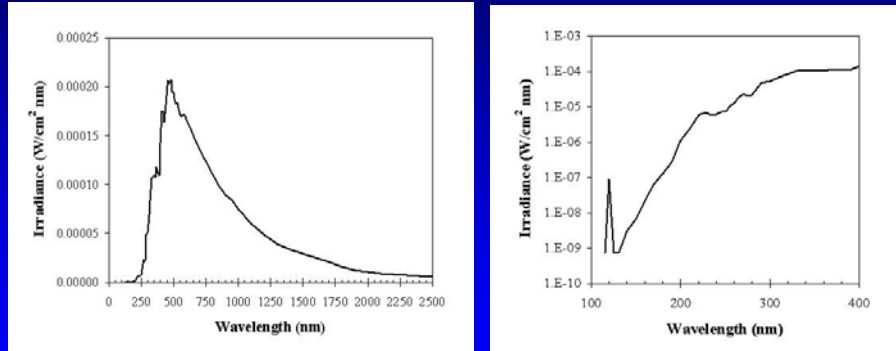 0.00025
0.00020
0.00015
0.00010
0.00005
0.00000
Irradiance (W/cm² nm)
0 250 500 750 1000 1250 1500 1750 2000 2250 2500
Wavelength (nm)
1.E-03
1.E-04
1.E-05
1.E-06
1.E-07
1.E-08
1.E-09
1.E-10
Irradiance (W/cm² nm)
100 200 300 400
Wavelength (nm)